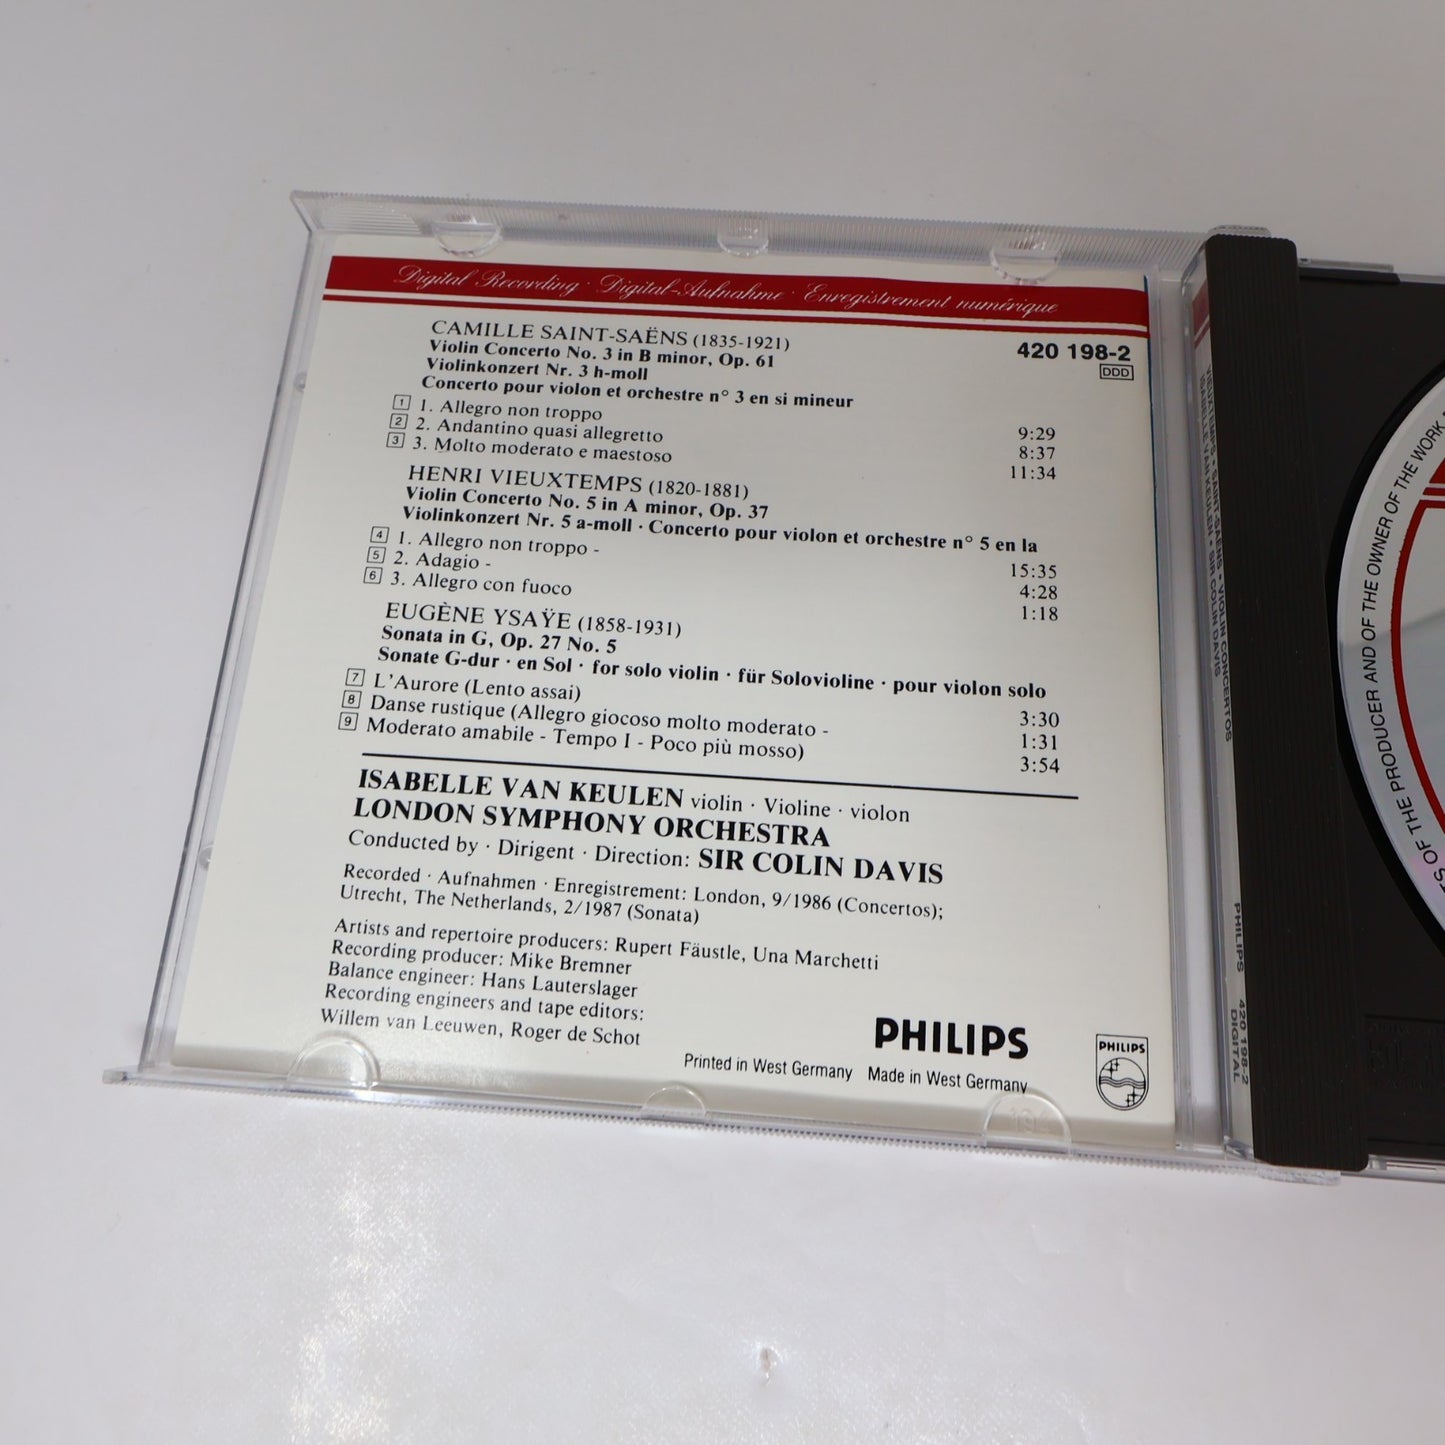 Digital Recording · Digital-Aufnahme · Enregistrement numérique
CAMILLE SAINT-SAËNS (1835-1921)
420 198-2
DDD
Violin Concerto No. 3 in B minor, Op. 61
Violinkonzert Nr. 3 h-moll
Concerto pour violon et orchestre n° 3 en si mineur
1 1. Allegro non troppo 9:29
2 2. Andantino quasi allegretto 8:37
3 3. Molto moderato e maestoso 11:34
HENRI VIEUXTEMPS (1820-1881)
Violin Concerto No. 5 in A minor, Op. 37
Violinkonzert Nr. 5 a-moll · Concerto pour violon et orchestre n° 5 en la
4 1. Allegro non troppo - 15:35
5 2. Adagio - 4:28
6 3. Allegro con fuoco 1:18
EUGÈNE YSAŸE (1858-1931)
Sonata in G, Op. 27 No. 5
Sonate G-dur · en Sol · for solo violin · für Solovioline · pour violon solo
7 L'Aurore (Lento assai) 3:30
8 Danse rustique (Allegro giocoso molto moderato - 1:31
9 Moderato amabile - Tempo I - Poco più mosso) 3:54
ISABELLE VAN KEULEN violin · Violine · violon
LONDON SYMPHONY ORCHESTRA
Conducted by · Dirigent · Direction: SIR COLIN DAVIS
Recorded · Aufnahmen · Enregistrement: London, 9/1986 (Concertos);
Utrecht, The Netherlands, 2/1987 (Sonata)
Artists and repertoire producers: Rupert Fäustle, Una Marchetti
Recording producer: Mike Bremner
Balance engineer: Hans Lauterslager
Recording engineers and tape editors:
Willem van Leeuwen, Roger de Schot
PHILIPS
Printed in West Germany Made in West Germany
PHILIPS
VIEUXTEMPS • SAINT-SAËNS • VIOLIN CONCERTOS
ISABELLE VAN KEULEN • SIR COLIN DAVIS
PHILIPS 420 198-2
DIGITAL
OF THE PRODUCER AND OF THE OWNER OF THE WORK